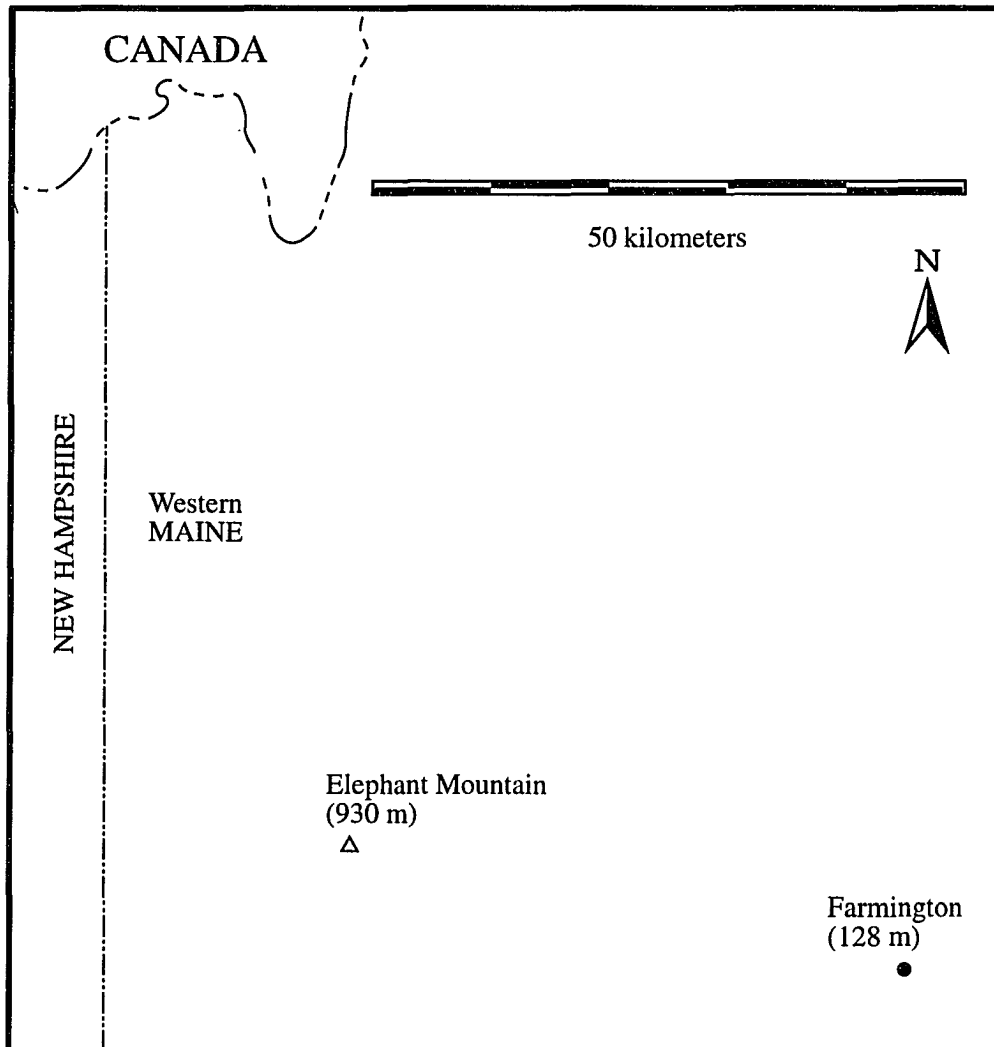 CANADA
50 kilometers
N
NEW HAMPSHIRE
Western
MAINE
Elephant Mountain
(930 m)
Farmington
(128 m)